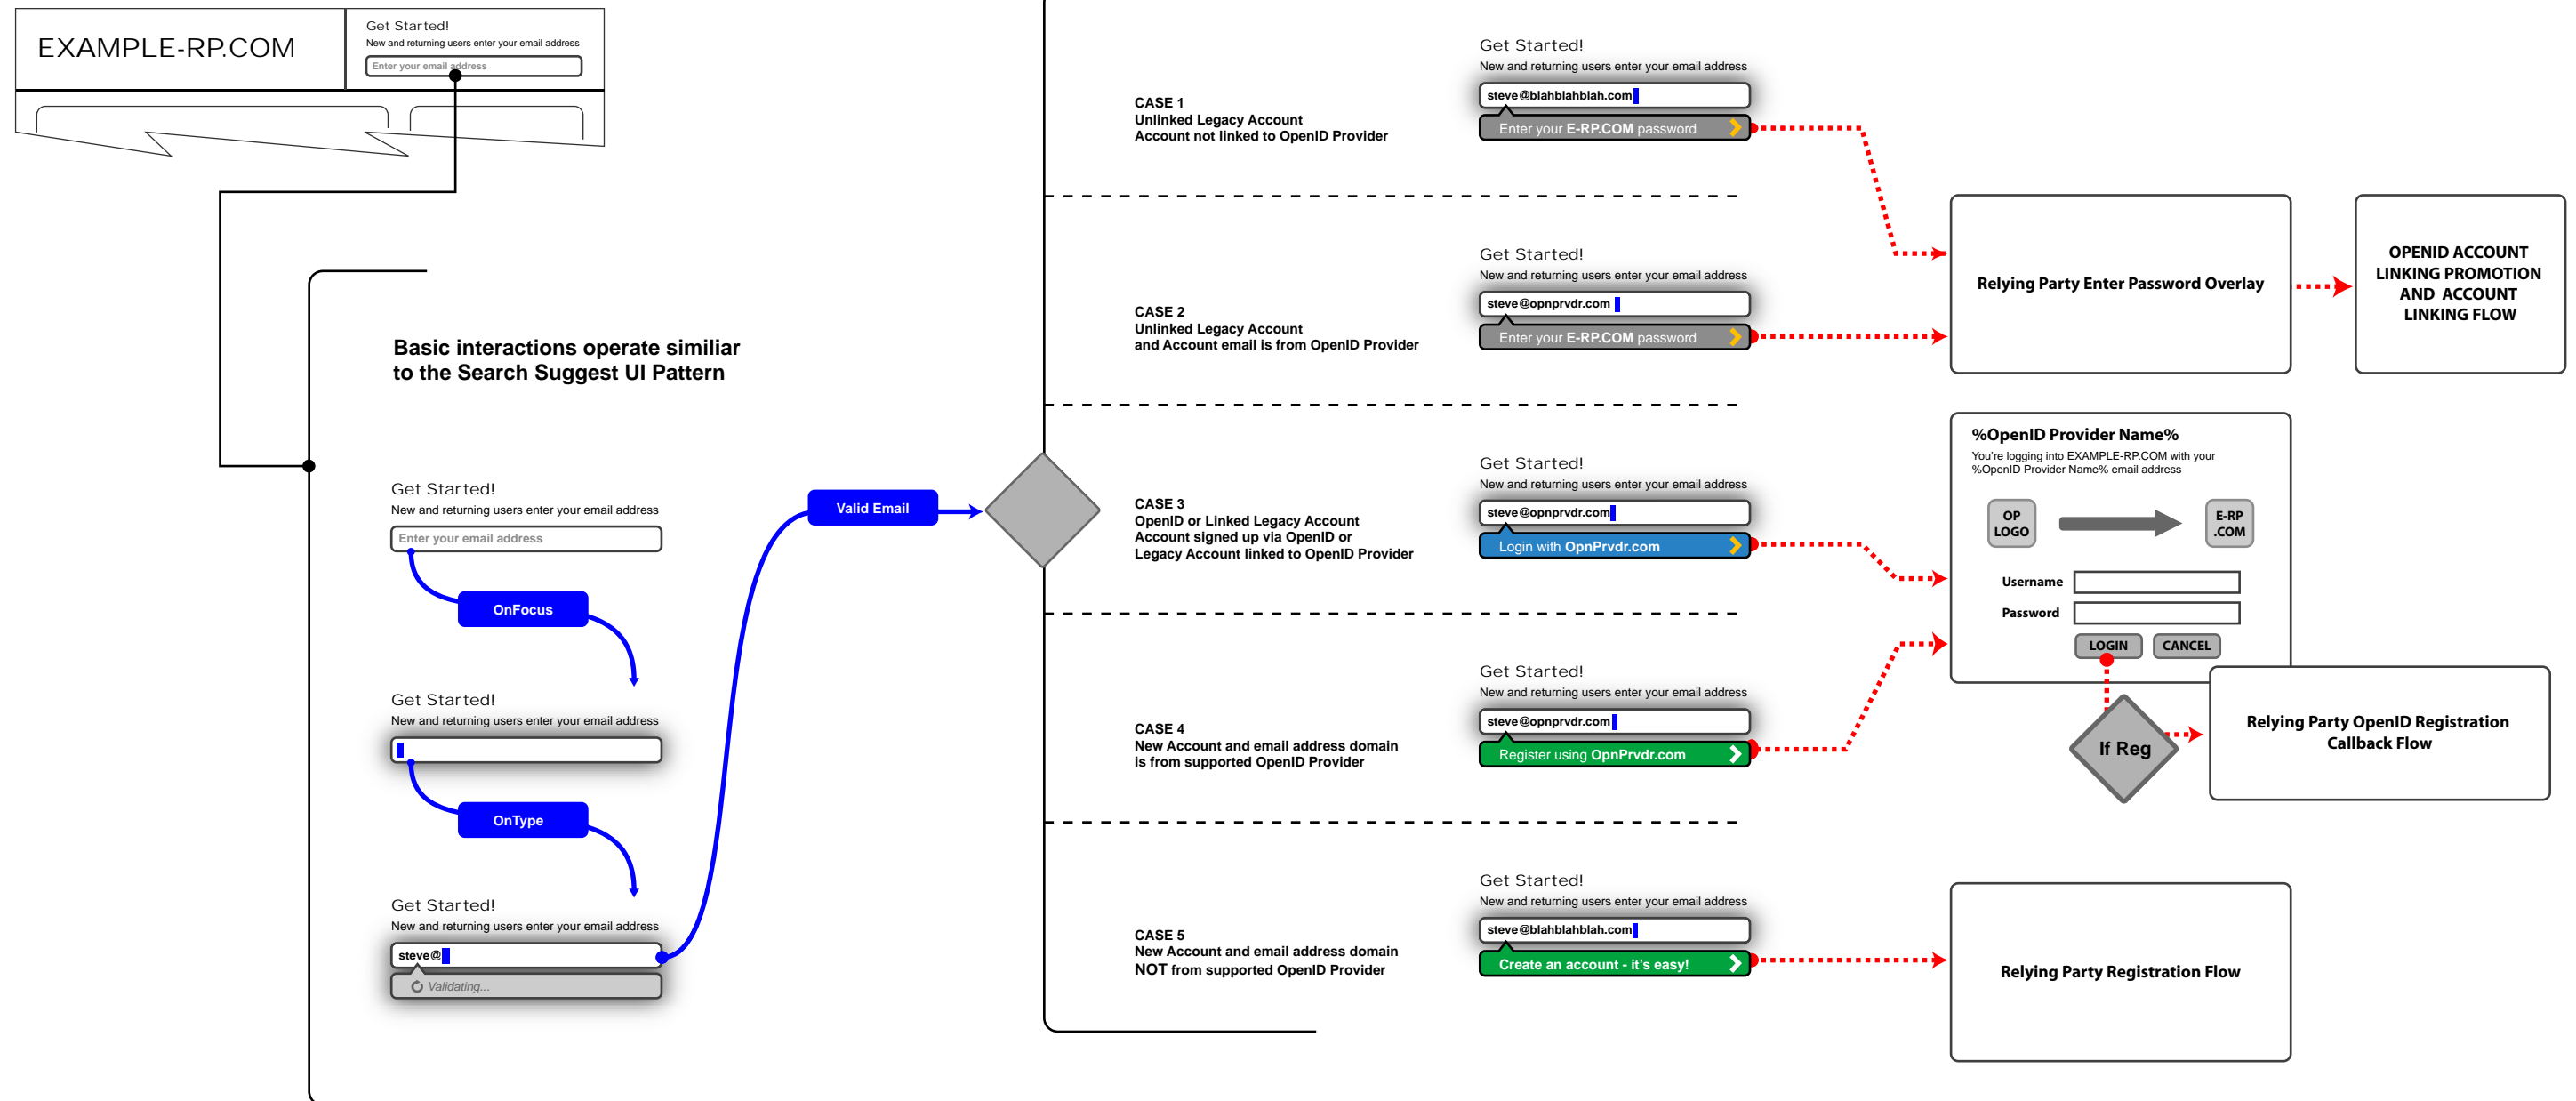 EXAMPLE-RP.COM
Get Started!
New and returning users enter your email address
Enter your email address
Basic interactions operate similiar
to the Search Suggest UI Pattern
Get Started!
New and returning users enter your email address
Enter your email address
OnFocus
Get Started!
New and returning users enter your email address
OnType
Get Started!
New and returning users enter your email address
steve@
Validating...
Valid Email
CASE 1
Unlinked Legacy Account
Account not linked to OpenID Provider
Get Started!
New and returning users enter your email address
steve@blahblahblah.com
Enter your E-RP.COM password
CASE 2
Unlinked Legacy Account
and Account email is from OpenID Provider
Get Started!
New and returning users enter your email address
steve@opnprvdr.com
Enter your E-RP.COM password
Relying Party Enter Password Overlay
OPENID ACCOUNT
LINKING PROMOTION
AND ACCOUNT
LINKING FLOW
CASE 3
OpenID or Linked Legacy Account
Account signed up via OpenID or
Legacy Account linked to OpenID Provider
Get Started!
New and returning users enter your email address
steve@opnprvdr.com
Login with OpnPrvdr.com
%OpenID Provider Name%
You're logging into EXAMPLE-RP.COM with your
%OpenID Provider Name% email address
OP
LOGO
E-RP
.COM
Username
Password
LOGIN
CANCEL
CASE 4
New Account and email address domain
is from supported OpenID Provider
Get Started!
New and returning users enter your email address
steve@opnprvdr.com
Register using OpnPrvdr.com
If Reg
Relying Party OpenID Registration
Callback Flow
CASE 5
New Account and email address domain
NOT from supported OpenID Provider
Get Started!
New and returning users enter your email address
steve@blahblahblah.com
Create an account - it's easy!
Relying Party Registration Flow